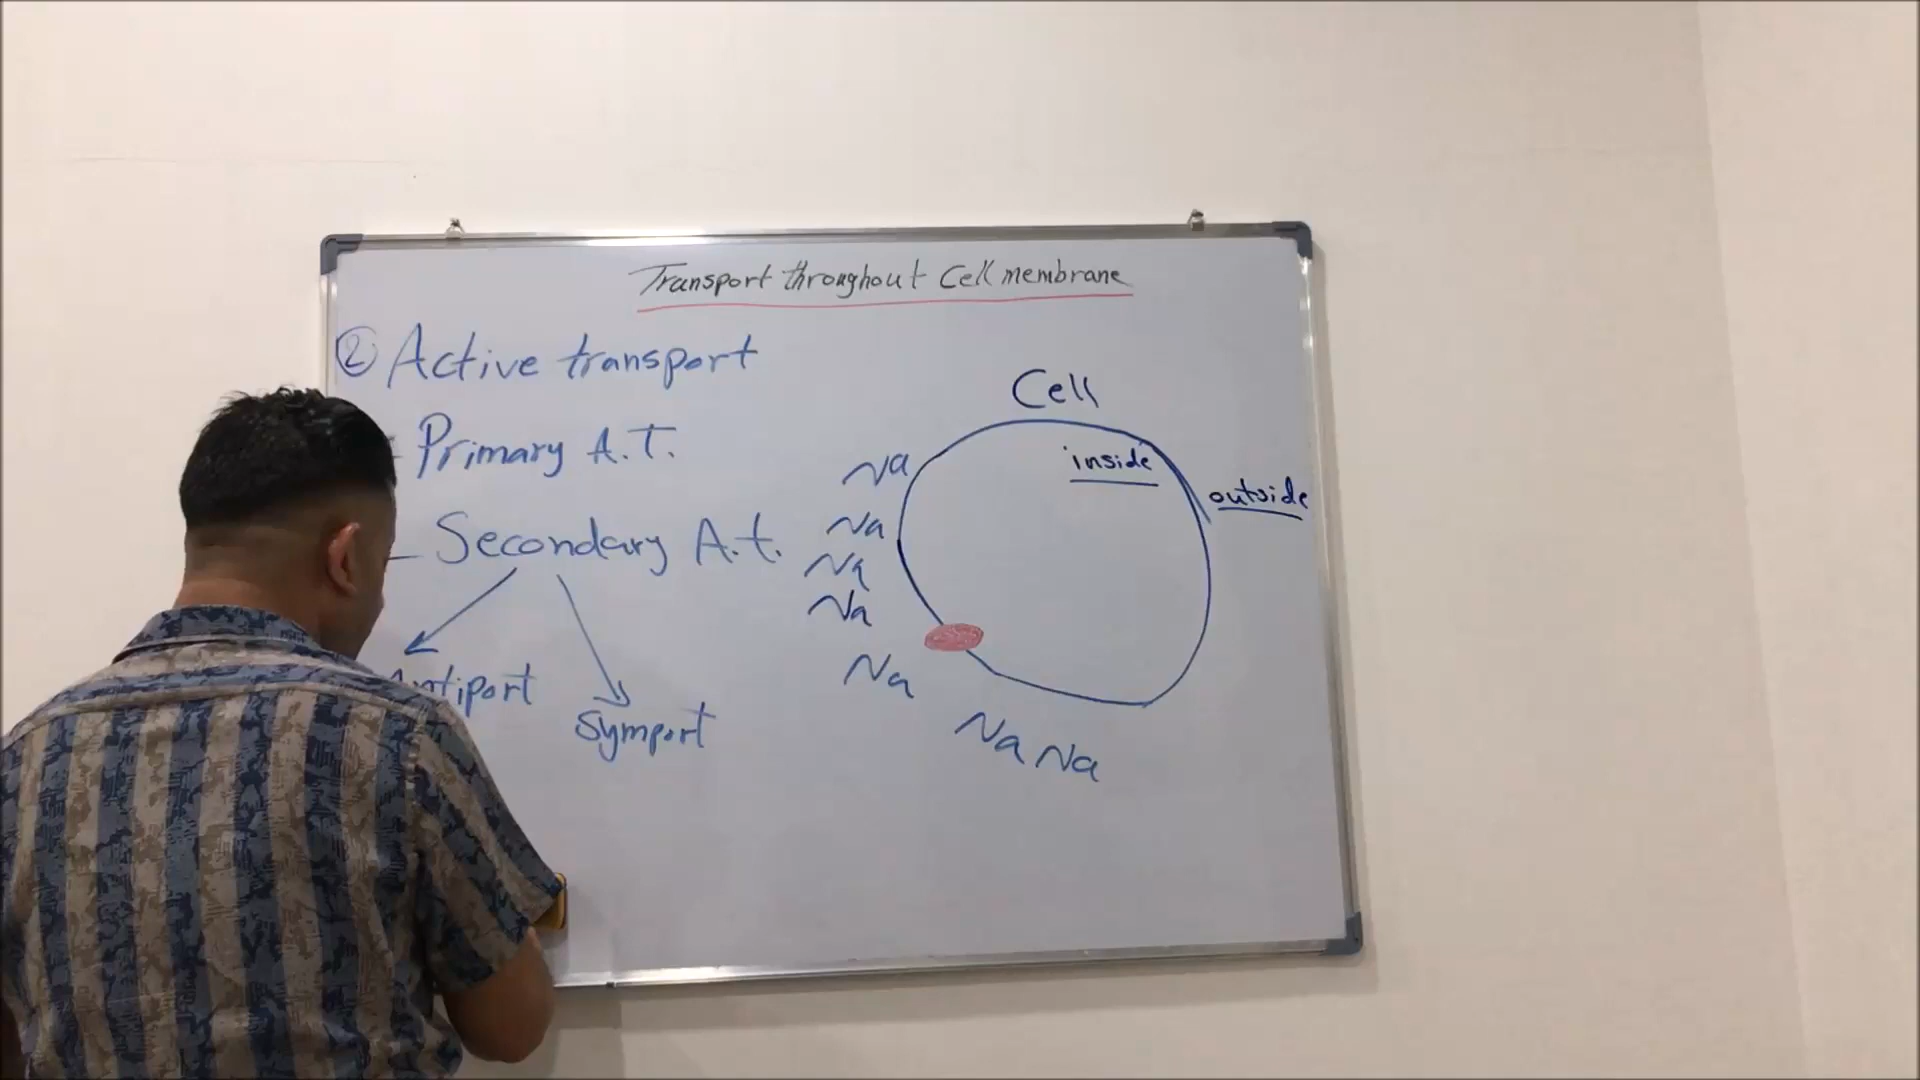 Transport throughout Cell membrane
② Active transport
- Primary A.T.
- Secondary A.t.
Antiport
Symport
Cell
inside
outside
Na
Na
Na
Na
Na
Na Na